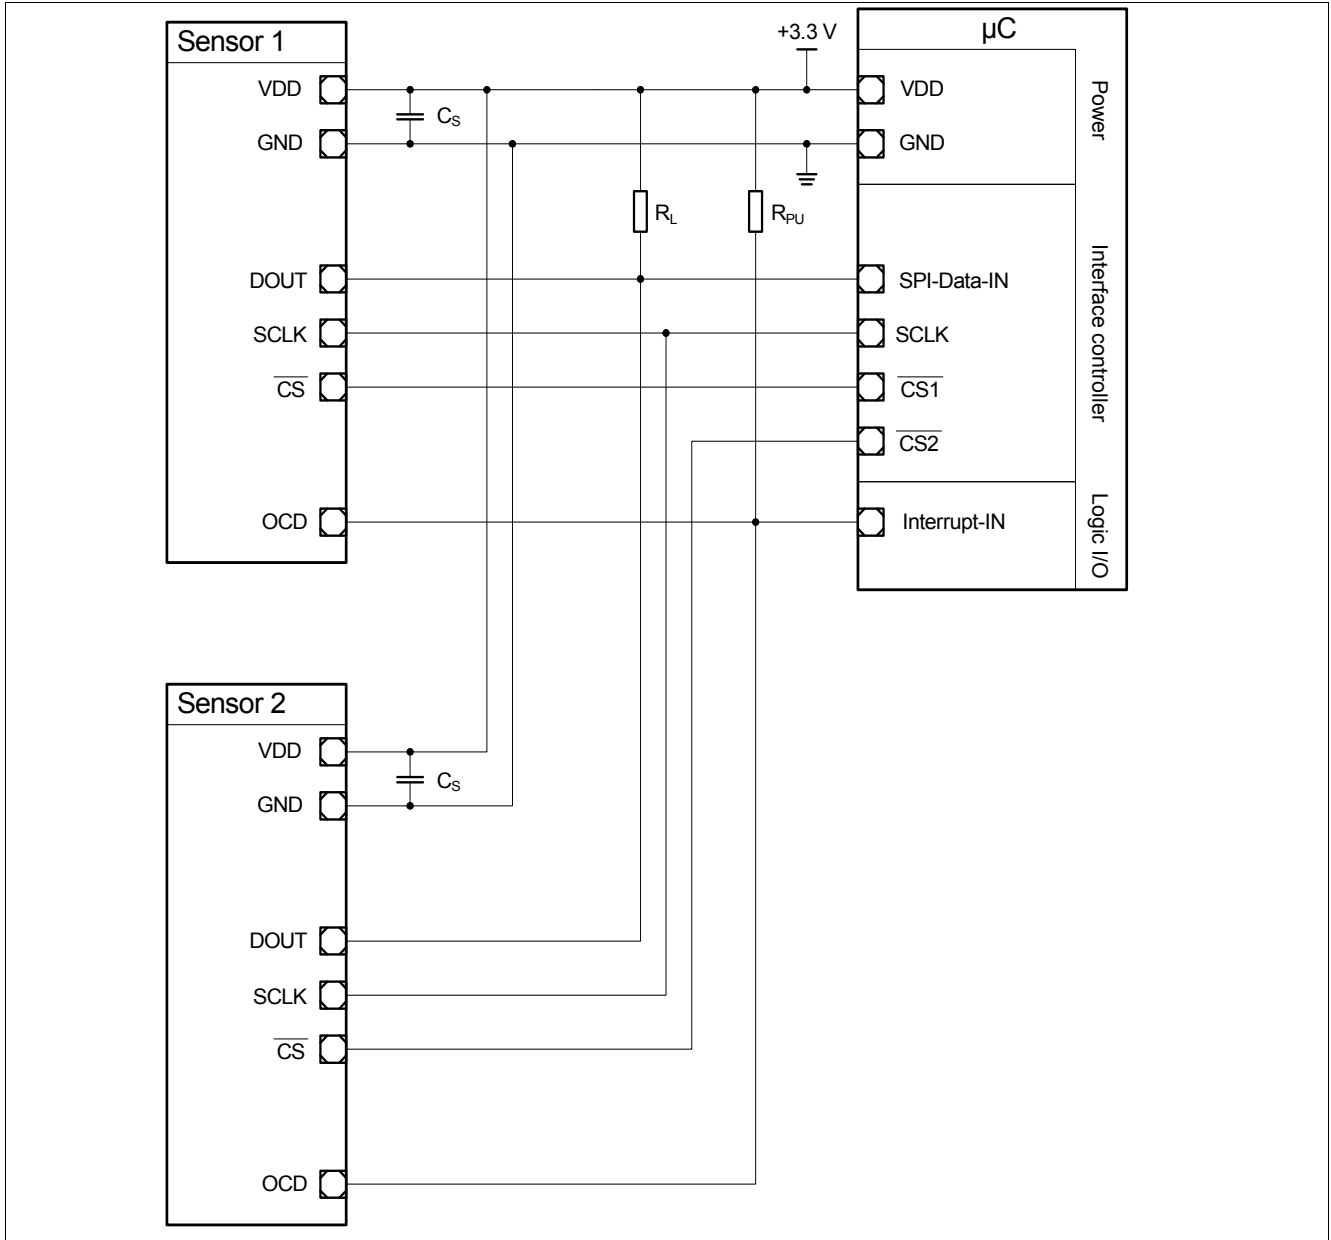 Sensor 1
VDD
GND
DOUT
SCLK
CS
OCD
CS
+3.3 V
RL
RPU
µC
VDD
GND
SPI-Data-IN
SCLK
CS1
CS2
Interrupt-IN
Power
Interface controller
Logic I/O
Sensor 2
VDD
GND
DOUT
SCLK
CS
OCD
CS